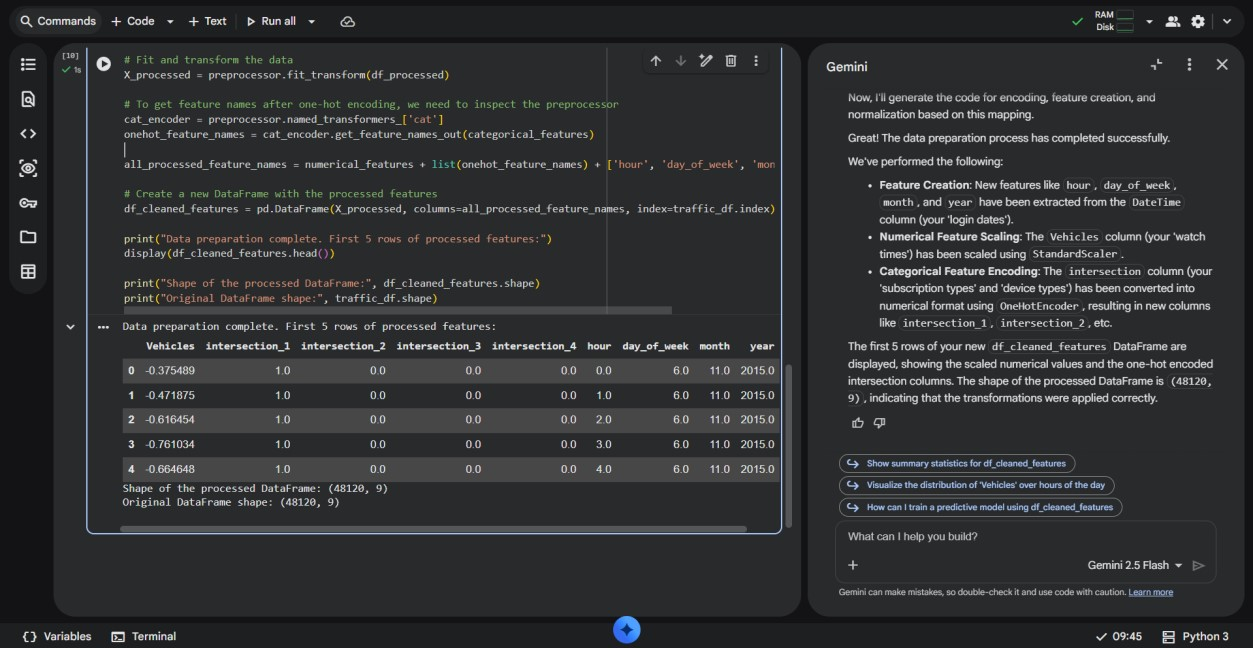 Commands + Code + Text Run all
RAM
Disk
[10]
1s
# Fit and transform the data
X_processed = preprocessor.fit_transform(df_processed)
# To get feature names after one-hot encoding, we need to inspect the preprocessor
cat_encoder = preprocessor.named_transformers_['cat']
onehot_feature_names = cat_encoder.get_feature_names_out(categorical_features)
all_processed_feature_names = numerical_features + list(onehot_feature_names) + ['hour', 'day_of_week', 'mon
# Create a new DataFrame with the processed features
df_cleaned_features = pd.DataFrame(X_processed, columns=all_processed_feature_names, index=traffic_df.index)
print("Data preparation complete. First 5 rows of processed features:")
display(df_cleaned_features.head())
print("Shape of the processed DataFrame:", df_cleaned_features.shape)
print("Original DataFrame shape:", traffic_df.shape)
Data preparation complete. First 5 rows of processed features:
Vehicles intersection_1 intersection_2 intersection_3 intersection_4 hour day_of_week month year
0 -0.375489 1.0 0.0 0.0 0.0 0.0 6.0 11.0 2015.0
1 -0.471875 1.0 0.0 0.0 0.0 1.0 6.0 11.0 2015.0
2 -0.616454 1.0 0.0 0.0 0.0 2.0 6.0 11.0 2015.0
3 -0.761034 1.0 0.0 0.0 0.0 3.0 6.0 11.0 2015.0
4 -0.664648 1.0 0.0 0.0 0.0 4.0 6.0 11.0 2015.0
Shape of the processed DataFrame: (48120, 9)
Original DataFrame shape: (48120, 9)
Gemini
Now, i'll generate the code for encoding, feature creation, and
normalization based on this mapping.
Great! The data preparation process has completed successfully.
We've performed the following:
• Feature Creation: New features like hour, day_of_week,
month, and year have been extracted from the DateTime
column (your 'login dates').
• Numerical Feature Scaling: The Vehicles column (your 'watch
times') has been scaled using StandardScaler.
• Categorical Feature Encoding: The intersection column (your
'subscription types' and 'device types') has been converted into
numerical format using OneHotEncoder, resulting in new columns
like intersection_1, intersection_2, etc.
The first 5 rows of your new df_cleaned_features DataFrame are
displayed, showing the scaled numerical values and the one-hot encoded
intersection columns. The shape of the processed DataFrame is (48120,
9), indicating that the transformations were applied correctly.
Show summary statistics for df_cleaned_features
Visualize the distribution of 'Vehicles' over hours of the day
How can I train a predictive model using df_cleaned_features
What can I help you build?
+ Gemini 2.5 Flash
Gemini can make mistakes, so double-check it and use code with caution. Learn more
{} Variables Terminal 09:45 Python 3